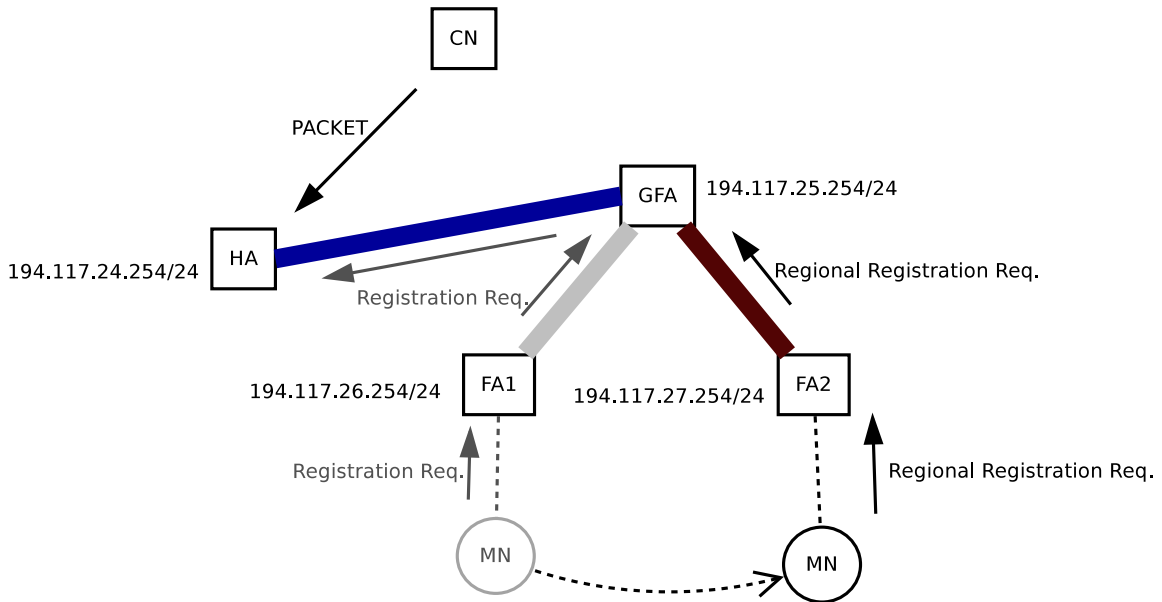 CN
PACKET
GFA
194.117.25.254/24
HA
194.117.24.254/24
Registration Req.
Regional Registration Req.
FA1
194.117.26.254/24
FA2
194.117.27.254/24
Registration Req.
Regional Registration Req.
MN
MN